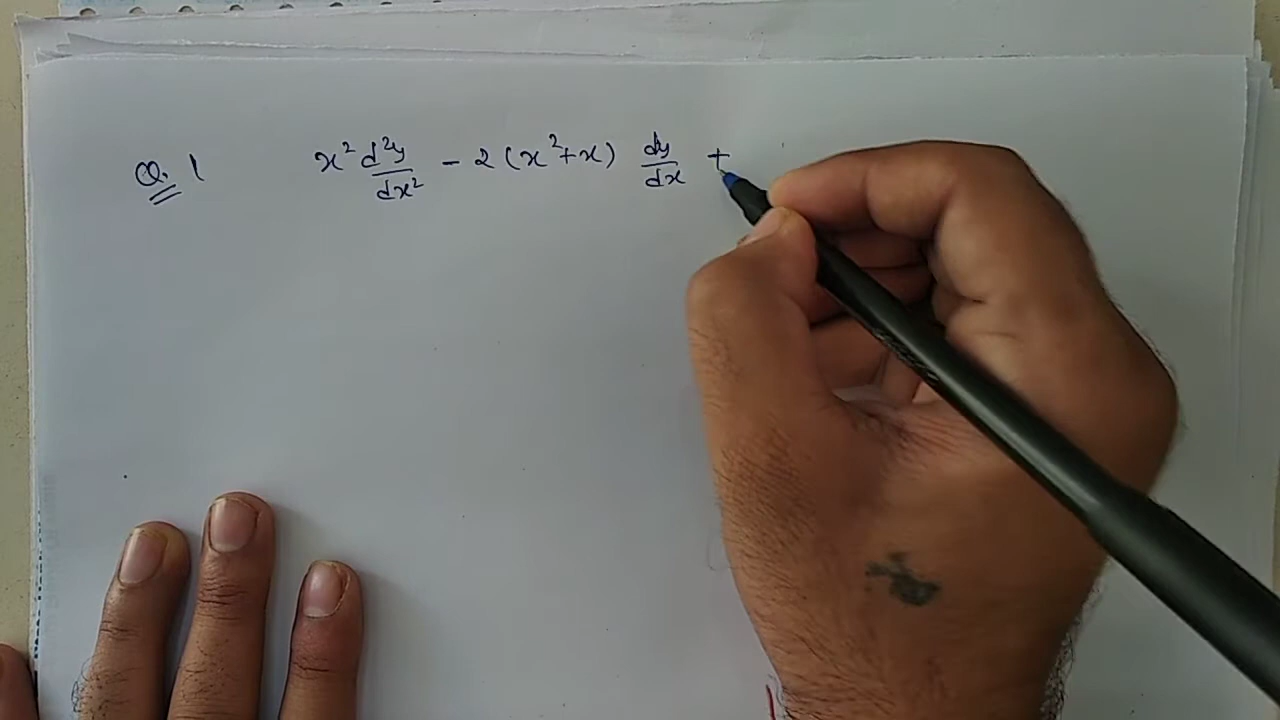 Q. 1 x² d²y/dx² - 2 (x²+x) dy/dx +